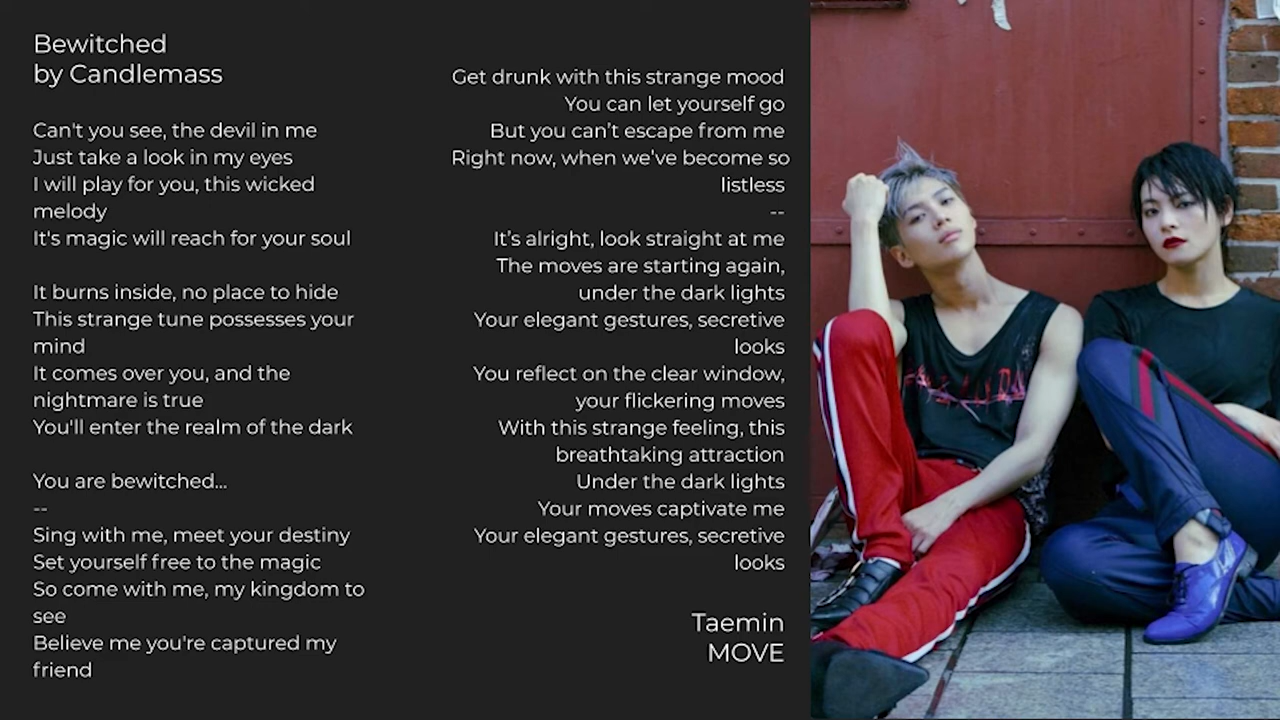 Bewitched
by Candlemass
Can't you see, the devil in me
Just take a look in my eyes
I will play for you, this wicked
melody
It's magic will reach for your soul
It burns inside, no place to hide
This strange tune possesses your
mind
It comes over you, and the
nightmare is true
You'll enter the realm of the dark
You are bewitched...
--
Sing with me, meet your destiny
Set yourself free to the magic
So come with me, my kingdom to
see
Believe me you're captured my
friend
Get drunk with this strange mood
You can let yourself go
But you can’t escape from me
Right now, when we’ve become so
listless
--
It’s alright, look straight at me
The moves are starting again,
under the dark lights
Your elegant gestures, secretive
looks
You reflect on the clear window,
your flickering moves
With this strange feeling, this
breathtaking attraction
Under the dark lights
Your moves captivate me
Your elegant gestures, secretive
looks
Taemin
MOVE